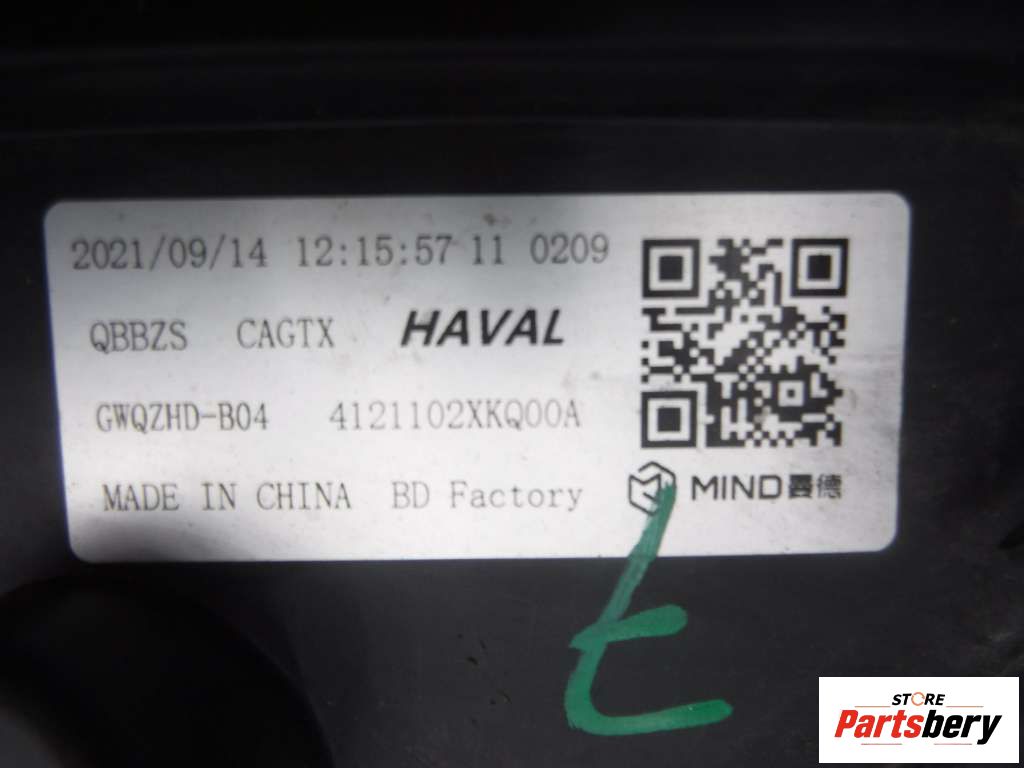 2021/09/14 12:15:57 11 0209
QBBZS CAGTX HAVAL
GWQZHD-B04 4121102XKQ00A
MADE IN CHINA BD Factory
MIND曼德
STORE
Partsbery